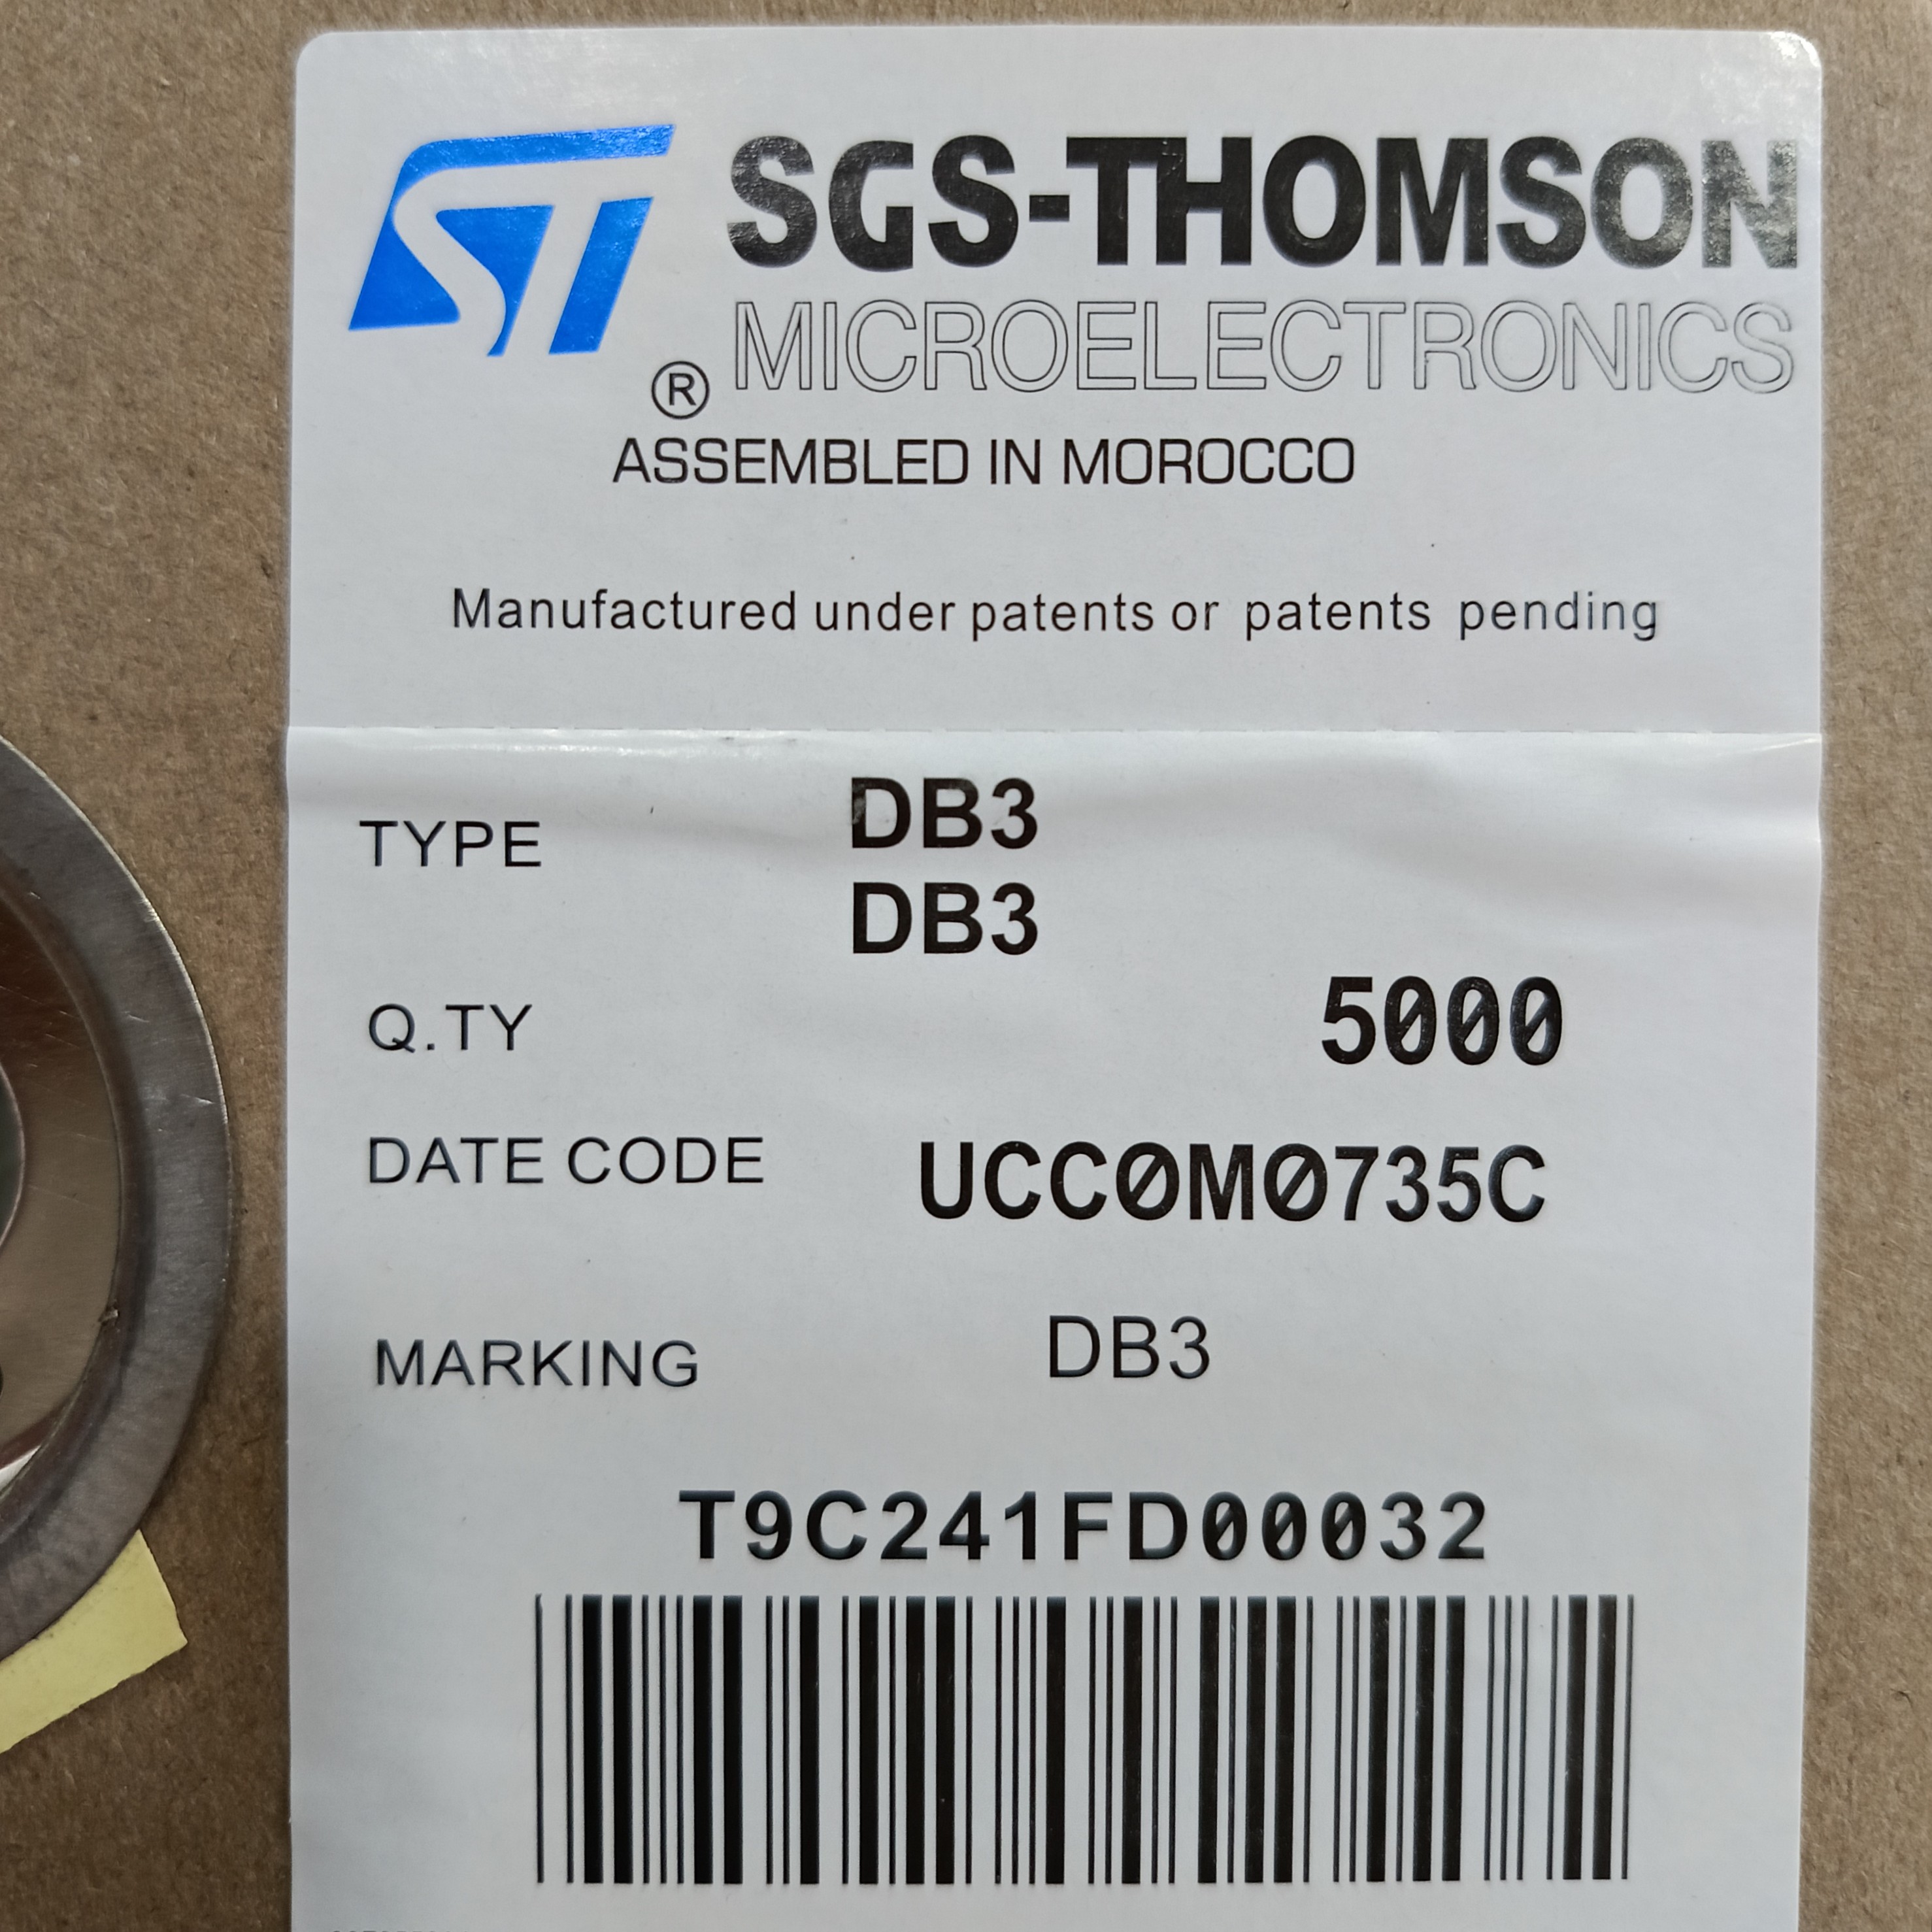 ST SGS-THOMSON
® MICROELECTRONICS
ASSEMBLED IN MOROCCO
Manufactured under patents or patents pending
TYPE DB3
DB3
Q.TY 5000
DATE CODE UCC0M0735C
MARKING DB3
T9C241FD00032